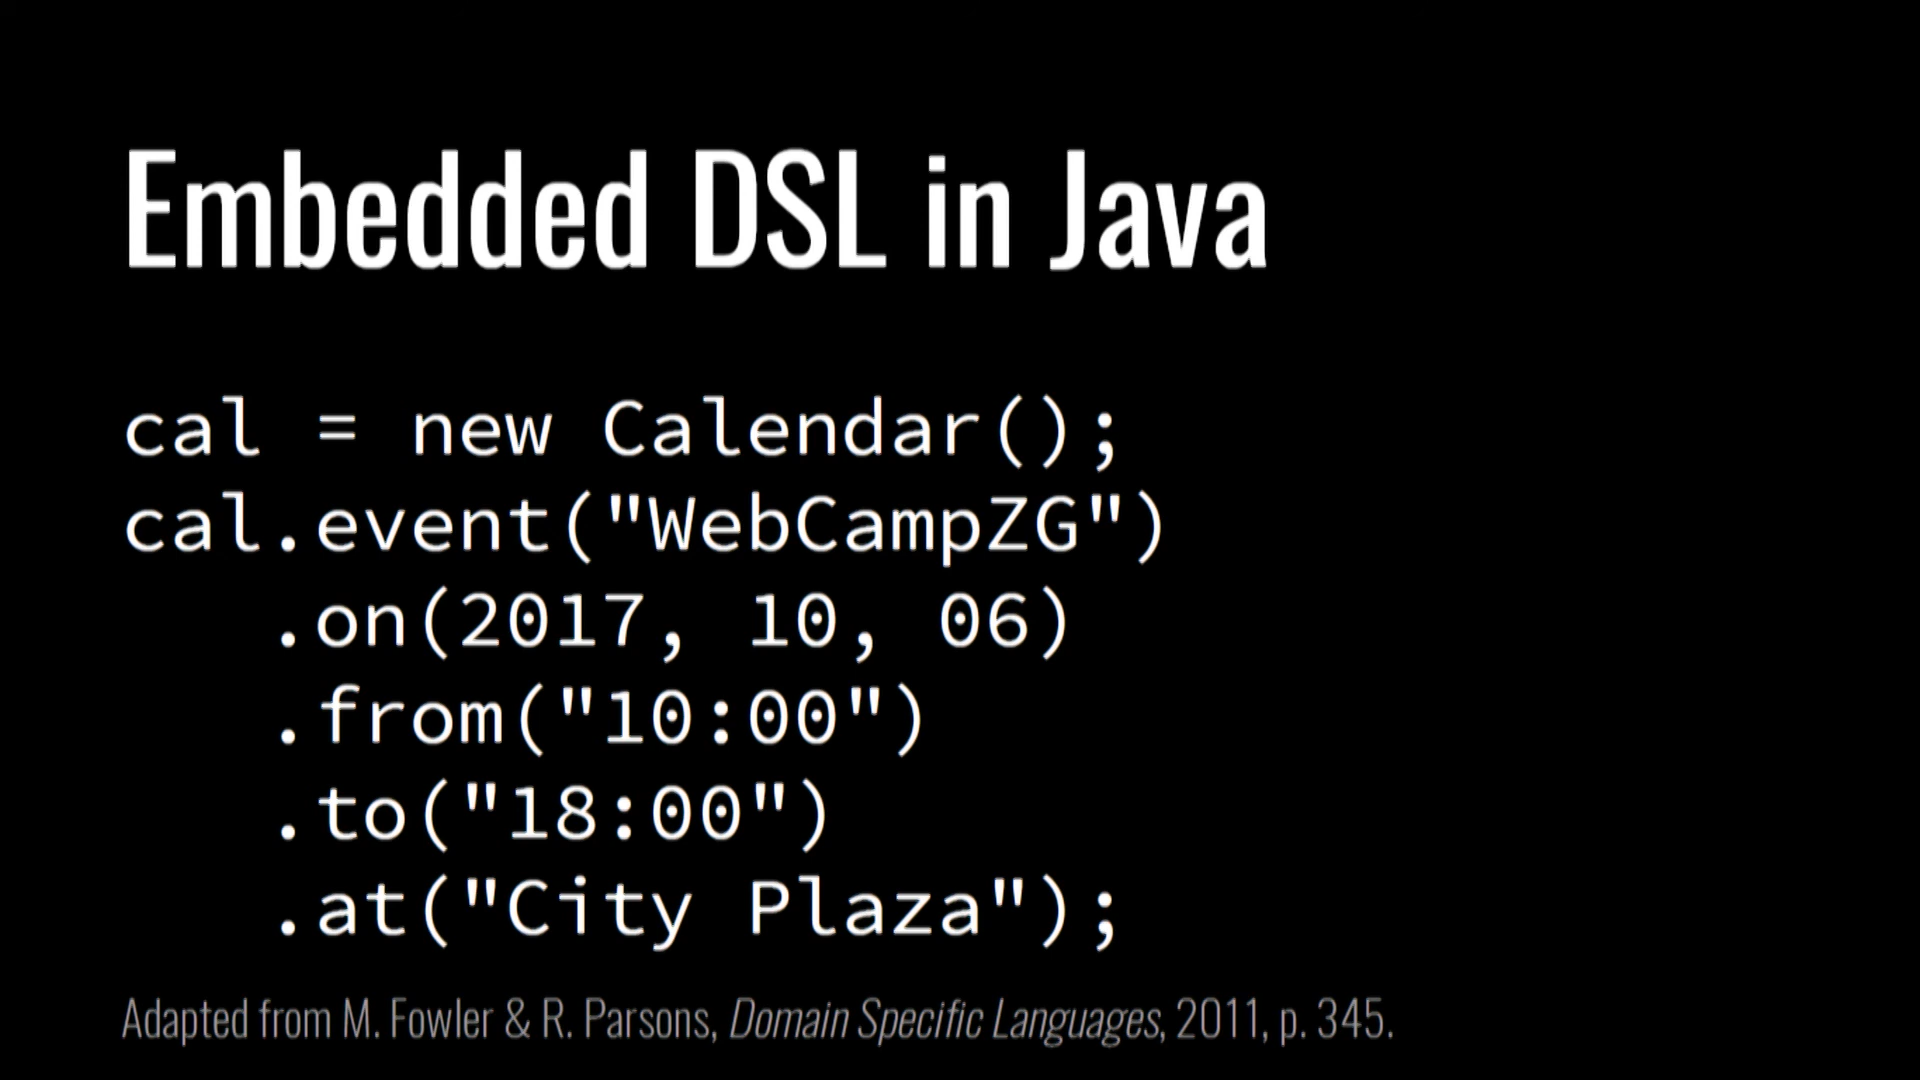 Embedded DSL in Java
cal = new Calendar();
cal.event("WebCampZG")
   .on(2017, 10, 06)
   .from("10:00")
   .to("18:00")
   .at("City Plaza");
Adapted from M. Fowler & R. Parsons, Domain Specific Languages, 2011, p. 345.